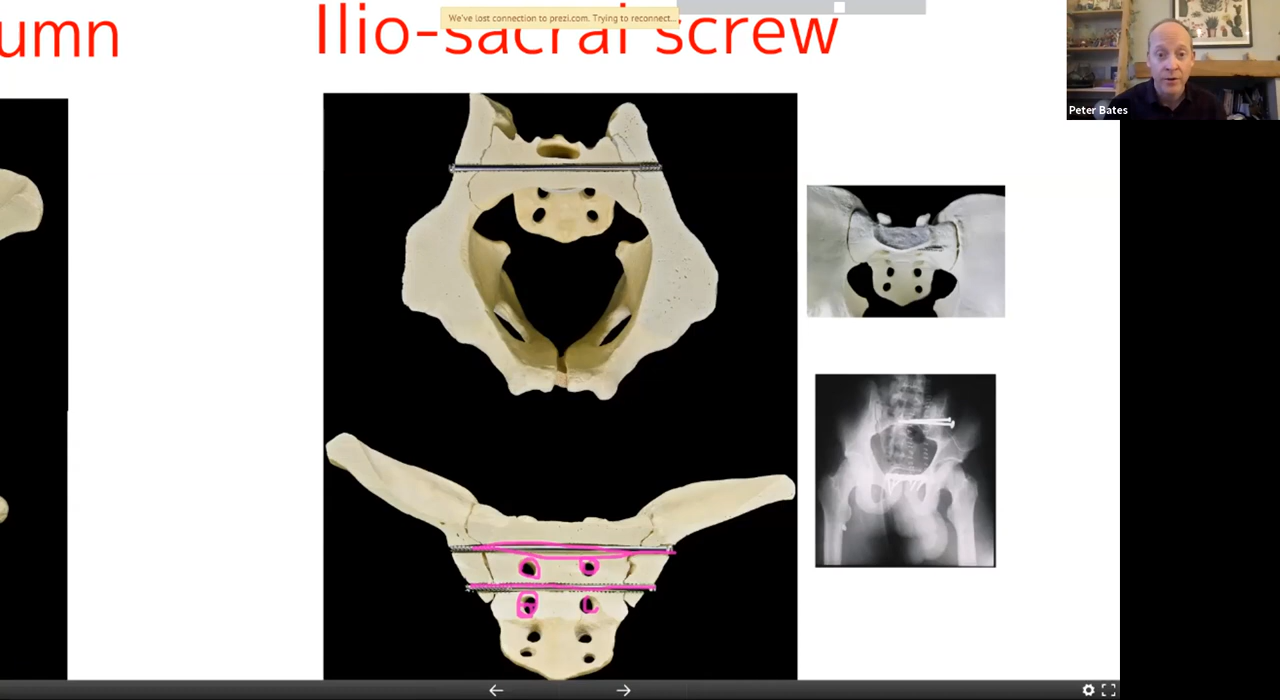 umn
Ilio-sacral screw
We've lost connection to prezi.com. Trying to reconnect...
Peter Bates